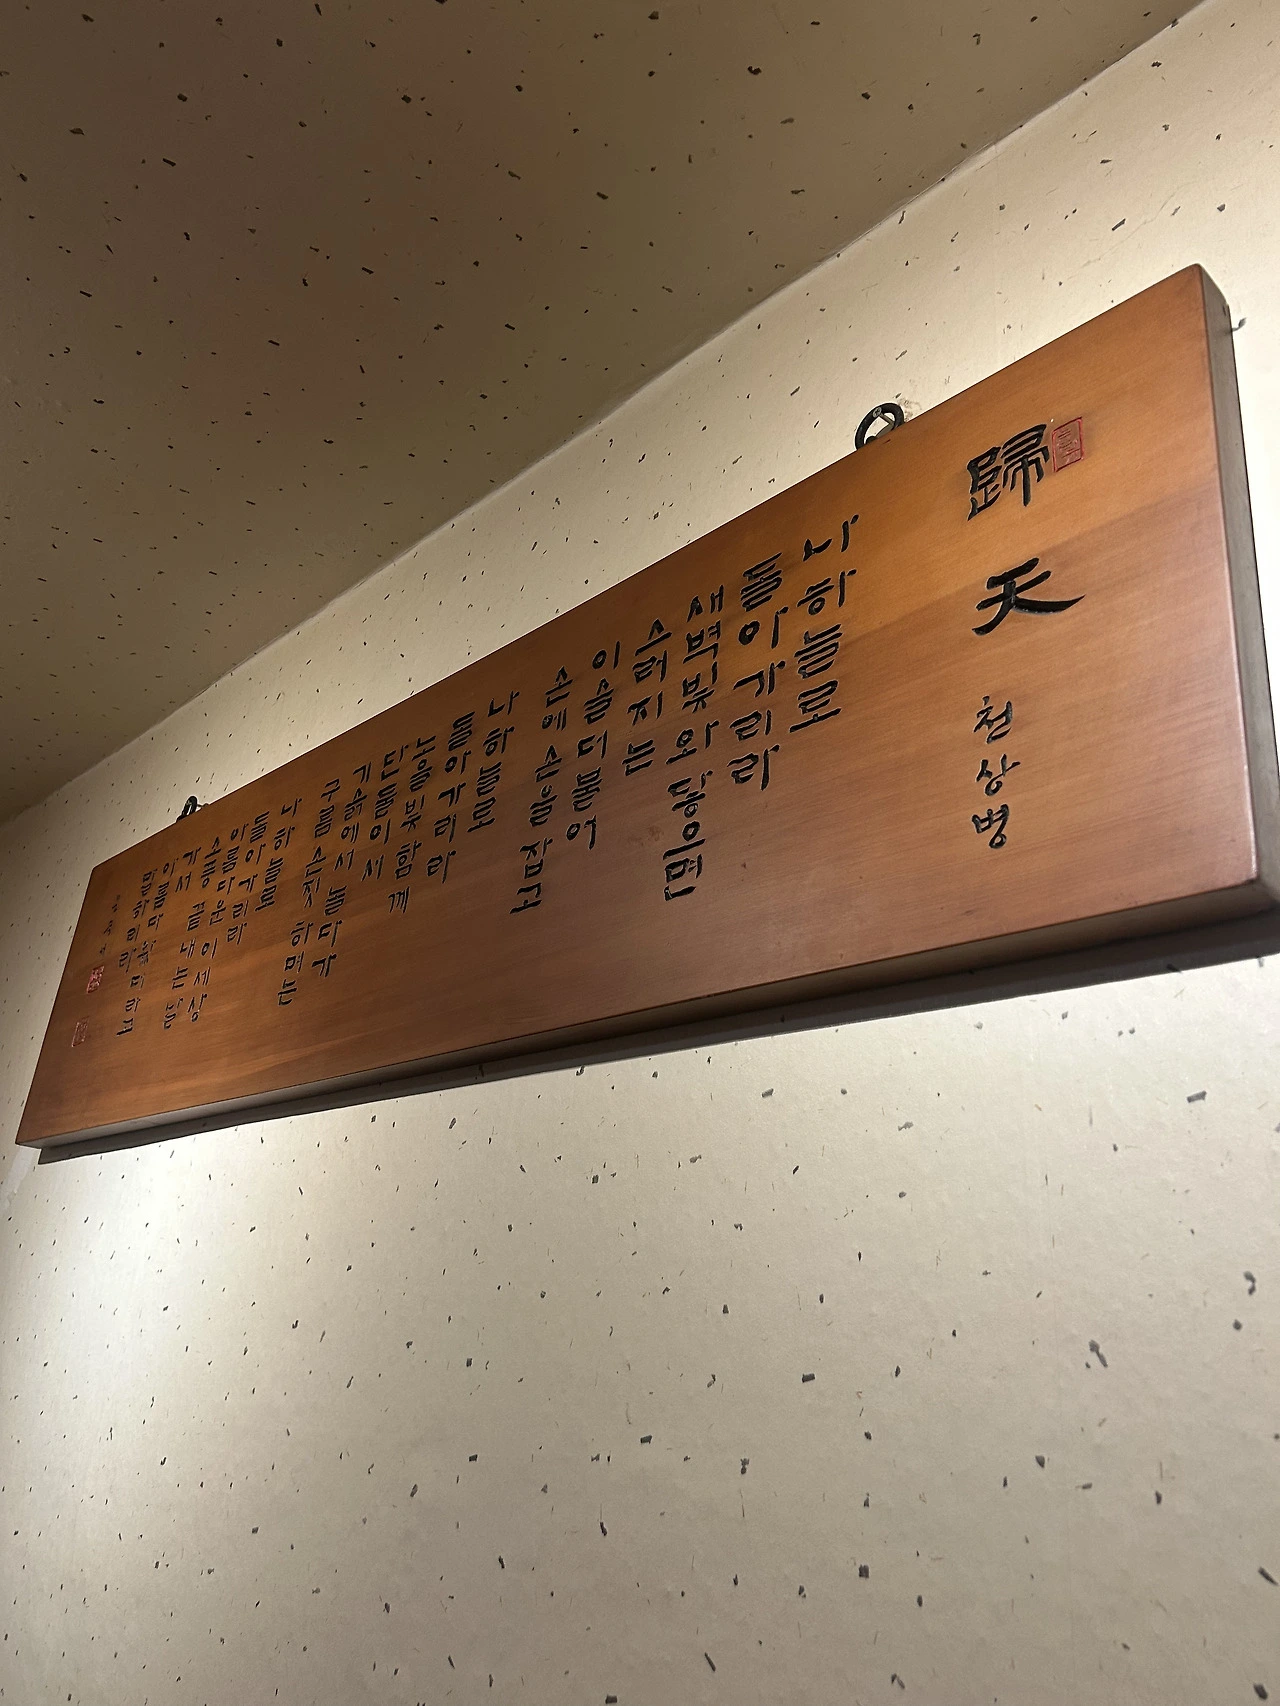 歸天
천상병
나 하늘로
돌아가리라
새벽빛 와 닿으면
스러지는
이슬 더불어
손에 손을 잡고
나 하늘로
돌아가리라
노을빛 함께
단 둘이서
기슭에서 놀다가
구름 손짓 하며는
나 하늘로
돌아가리라
아름다운 이 세상
소풍 끝내는 날
가서
아름다웠더라고
말하리라